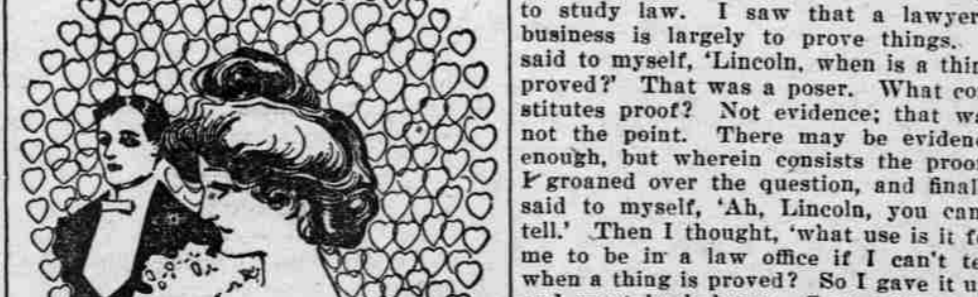 to study law. I saw that a lawyer
business is largely to prove things.
said to myself, 'Lincoln, when is a thin
proved?' That was a poser. What co
stitutes proof? Not evidence; that wa
not the point. There may be evidenc
enough, but wherein consists the proo
I groaned over the question, and final
said to myself, 'Ah, Lincoln, you can
tell.' Then I thought, 'what use is it f
me to be in a law office if I can't te
when a thing is proved? So I gave it u